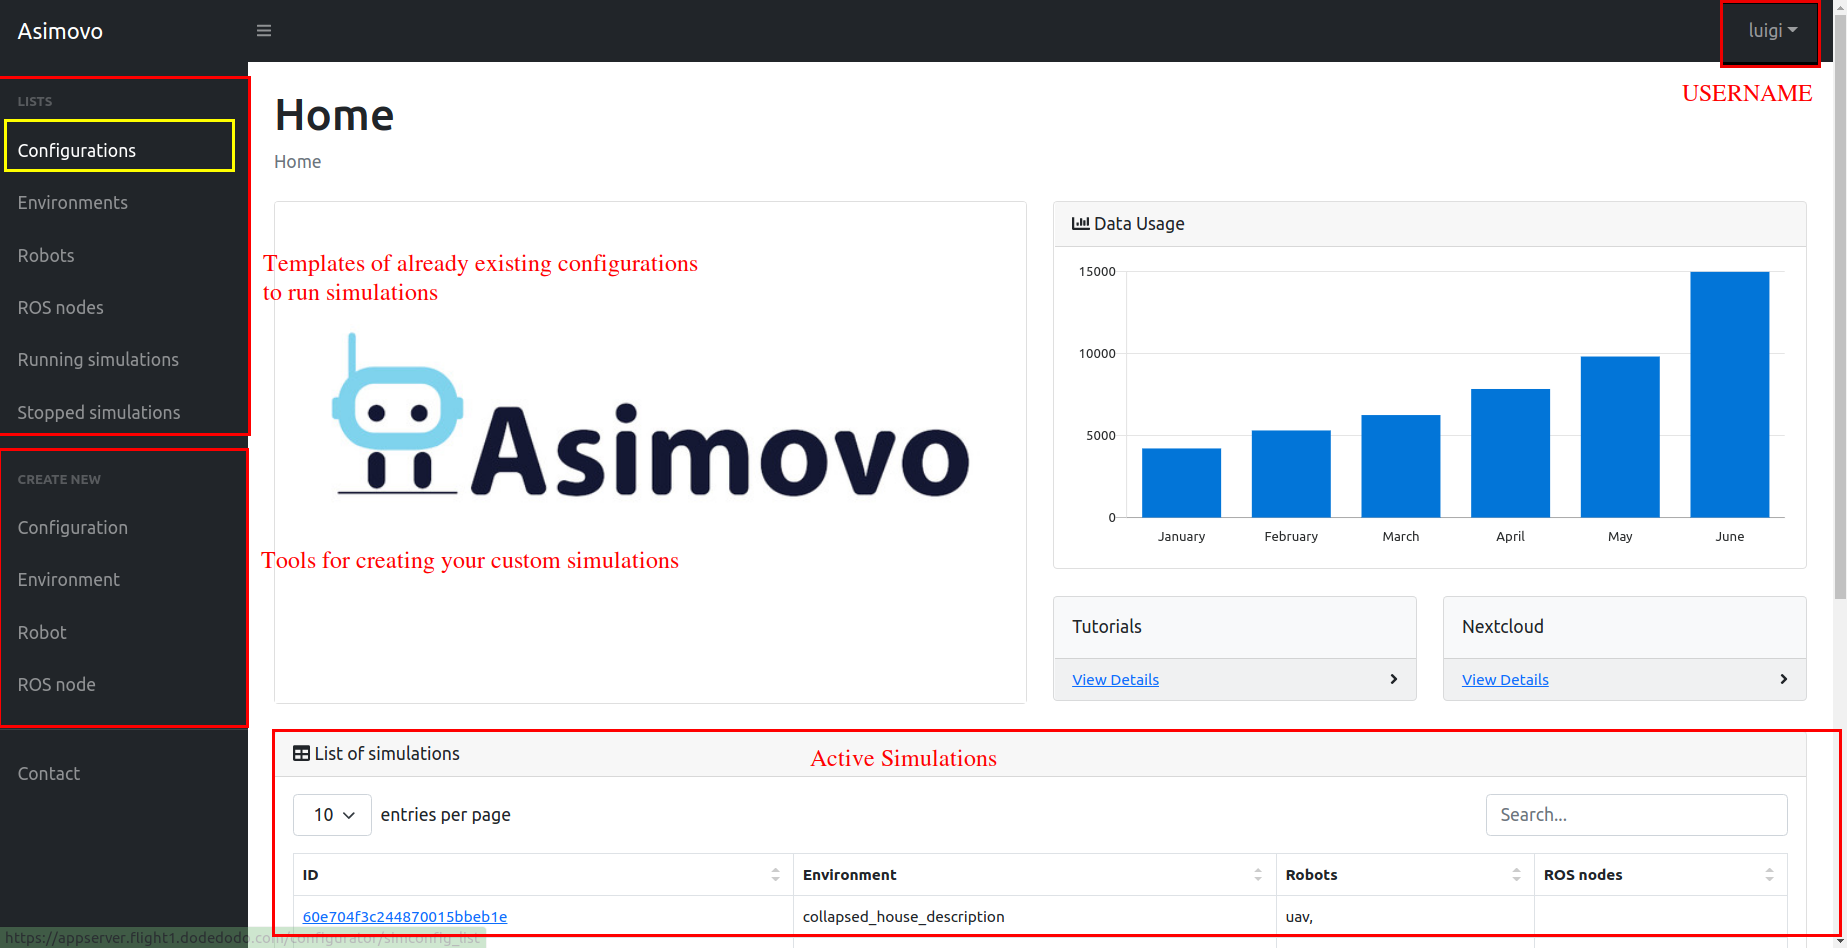 Asimovo
luigi
USERNAME
LISTS
Configurations
Environments
Robots
ROS nodes
Running simulations
Stopped simulations
CREATE NEW
Configuration
Environment
Robot
ROS node
Contact
Home
Home
Templates of already existing configurations
to run simulations
Asimovo
Tools for creating your custom simulations
Data Usage
15000
10000
5000
0
January February March April May June
Tutorials
View Details
Nextcloud
View Details
List of simulations
Active Simulations
10 entries per page
Search...
ID Environment Robots ROS nodes
60e704f3c244870015bbeb1e collapsed_house_description uav,
https://appserver.flight1.dodedodo.com/configurator/simconfig_list